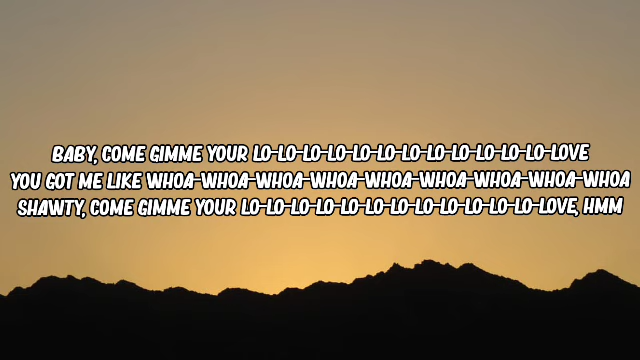 BABY, COME GIMME YOUR LO-LO-LO-LO-LO-LO-LO-LO-LO-LO-LO-LO-LOVE
YOU GOT ME LIKE WHOA-WHOA-WHOA-WHOA-WHOA-WHOA-WHOA-WHOA-WHOA
SHAWTY, COME GIMME YOUR LO-LO-LO-LO-LO-LO-LO-LO-LO-LO-LO-LO-LOVE, HMM